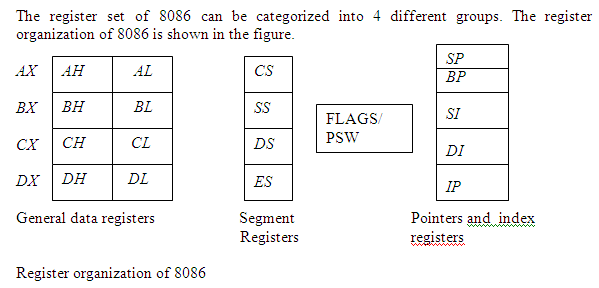 The register set of 8086 can be categorized into 4 different groups. The register
organization of 8086 is shown in the figure.
AX AH AL
BX BH BL
CX CH CL
DX DH DL
General data registers
CS
SS
DS
ES
Segment
Registers
FLAGS/
PSW
SP
BP
SI
DI
IP
Pointers and index
registers
Register organization of 8086